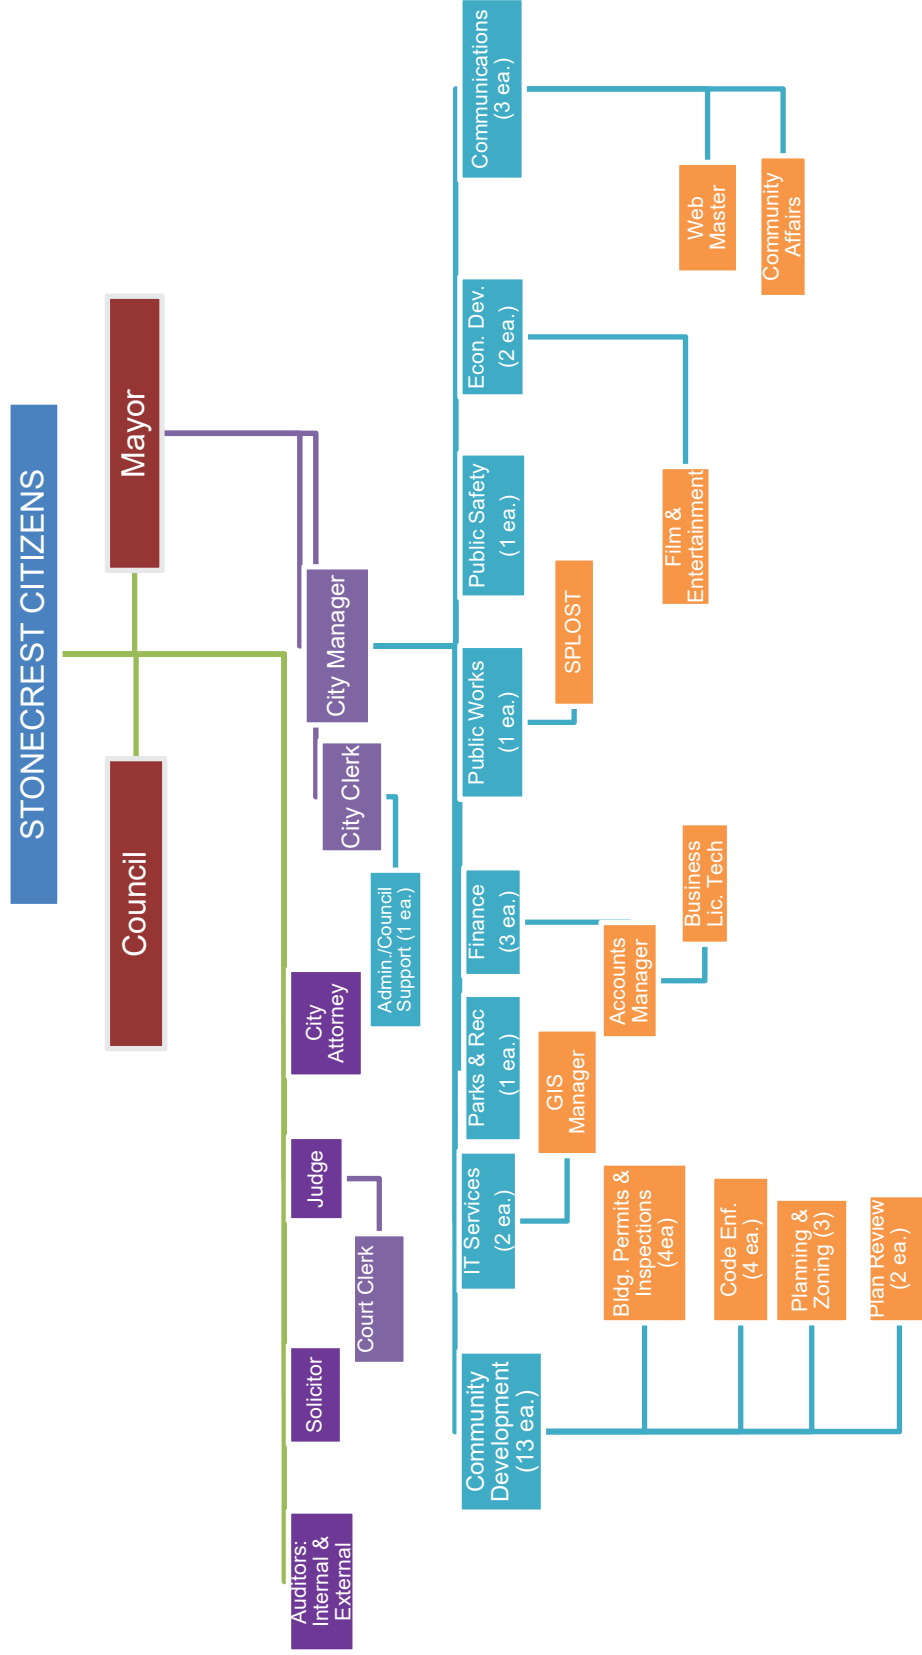 STONECREST CITIZENS
Council
Mayor
Auditors:
Internal &
External
Solicitor
Judge
City
Attorney
City Manager
Court Clerk
City Clerk
Admin./Council
Support (1 ea.)
Community
Development
(13 ea.)
IT Services
(2 ea.)
Parks & Rec
(1 ea.)
Finance
(3 ea.)
Public Works
(1 ea.)
Public Safety
(1 ea.)
Econ. Dev.
(2 ea.)
Communications
(3 ea.)
Bldg. Permits &
Inspections
(4ea)
Code Enf.
(4 ea.)
Planning &
Zoning (3)
Plan Review
(2 ea.)
GIS
Manager
Accounts
Manager
Business
Lic. Tech
SPLOST
Film &
Entertainment
Web
Master
Community
Affairs